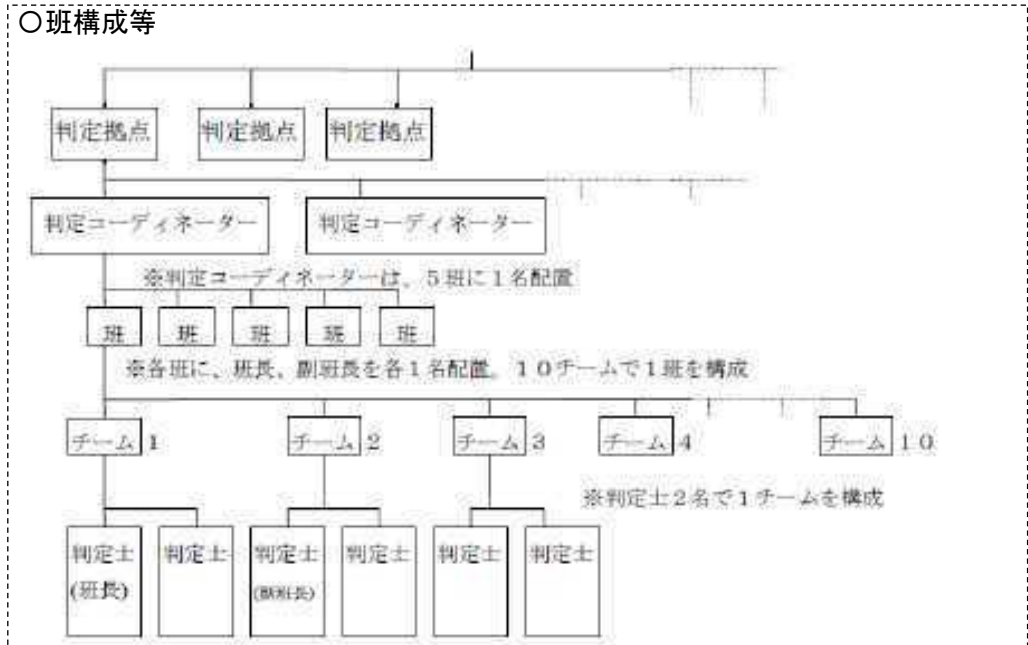 〇班構成等
判定拠点 判定拠点 判定拠点
判定コーディネーター 判定コーディネーター
※判定コーディネーターは、5班に1名配置
班 班 班 班 班
※各班に、班長、副班長を各1名配置。10チームで1班を構成
チーム1 チーム2 チーム3 チーム4 チーム10
※判定士2名で1チームを構成
判定士 判定士 判定士 判定士 判定士 判定士
(班長) (副班長)